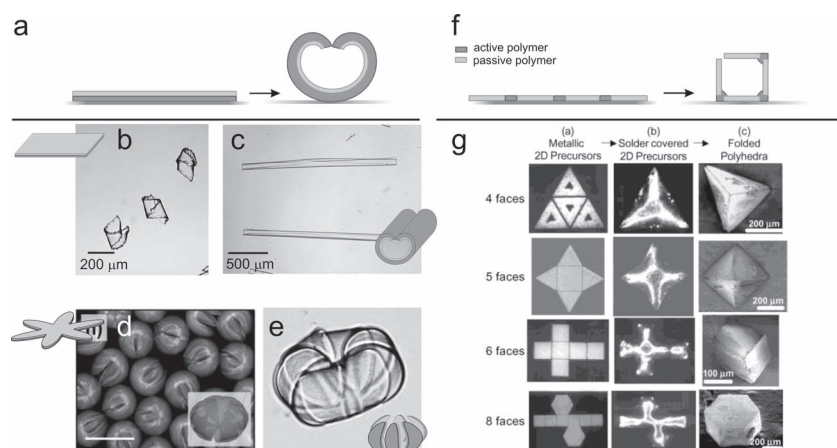 a
f
active polymer
passive polymer
b
c
200 µm
500 µm
d
e
g
(a)
Metallic
2D Precursors
(b)
Solder covered
2D Precursors
(c)
Folded
Polyhedra
4 faces
200 µm
5 faces
200 µm
6 faces
100 µm
8 faces
200 µm